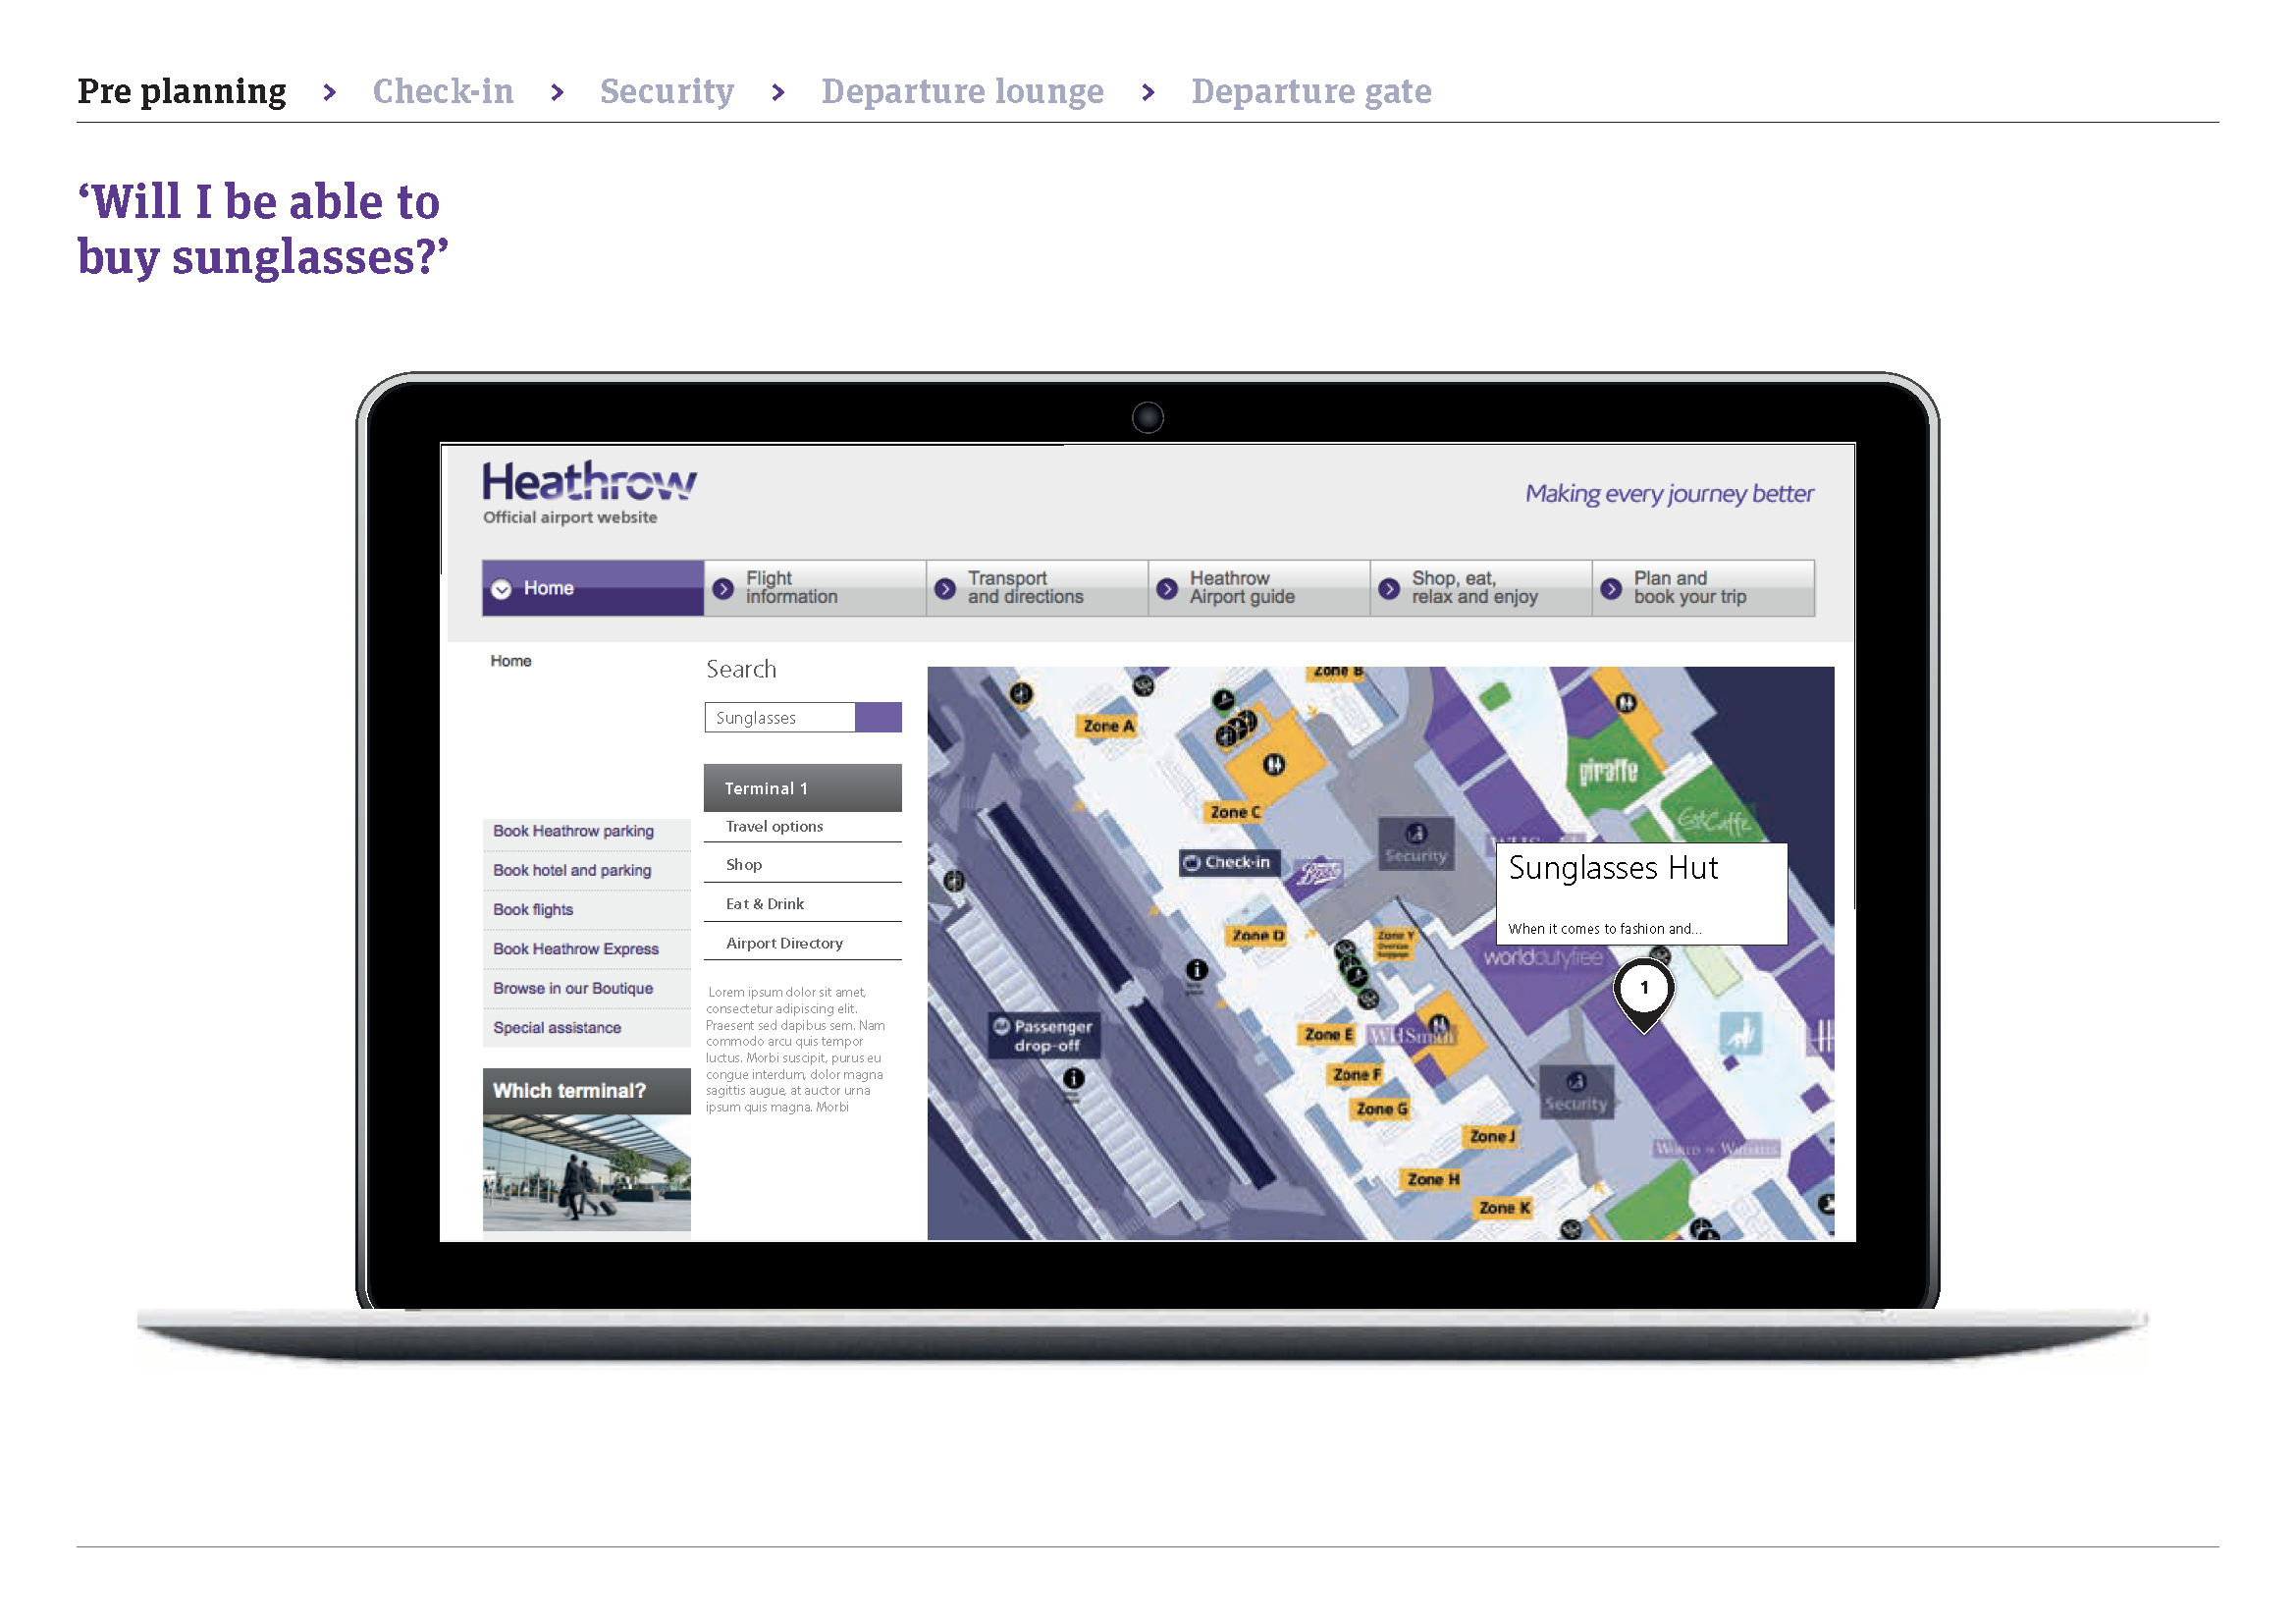 Pre planning > Check-in > Security > Departure lounge > Departure gate
‘Will I be able to
buy sunglasses?’
Heathrow
Official airport website
Making every journey better
Home
Flight
information
Transport
and directions
Heathrow
Airport guide
Shop, eat,
relax and enjoy
Plan and
book your trip
Home
Book Heathrow parking
Book hotel and parking
Book flights
Book Heathrow Express
Browse in our Boutique
Special assistance
Which terminal?
Search
Sunglasses
Terminal 1
Travel options
Shop
Eat & Drink
Airport Directory
Lorem ipsum dolor sit amet,
consectetur adipiscing elit.
Praesent sed dapibus sem. Nam
commodo arcu quis tempor
luctus. Morbi suscipit, purus eu
congue interdum, dolor magna
sagittis augue, at auctor urna
ipsum quis magna. Morbi
Zone B
Zone A
giraffe
Zone C
EatCaffe
Check-in
Boots
Security
Sunglasses Hut
When it comes to fashion and...
Zone D
Zone Y
worlddutyfree
1
Passenger
drop-off
Zone E
WHSmith
Zone F
Zone G
Security
Zone J
World of Whiskies
Zone H
Zone K